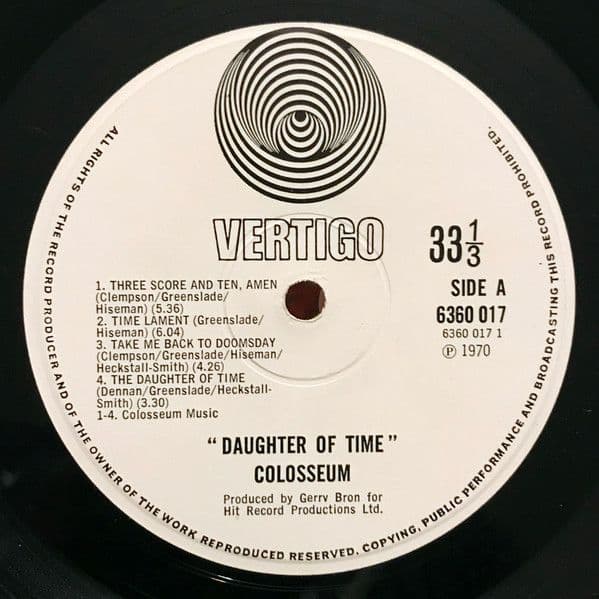 VERTIGO
33 1/3
SIDE A
6360 017
6360 017 1
Ⓟ 1970
1. THREE SCORE AND TEN, AMEN
(Clempson/Greenslade/
Hiseman) (5.36)
2. TIME LAMENT (Greenslade/
Hiseman) (6.04)
3. TAKE ME BACK TO DOOMSDAY
(Clempson/Greenslade/Hiseman/
Heckstall-Smith) (4.26)
4. THE DAUGHTER OF TIME
(Dennan/Greenslade/Heckstall-
Smith) (3.30)
1-4. Colosseum Music
"DAUGHTER OF TIME"
COLOSSEUM
Produced by Gerry Bron for
Hit Record Productions Ltd.
ALL RIGHTS OF THE RECORD PRODUCER AND OF THE OWNER OF THE WORK REPRODUCED RESERVED. COPYING, PUBLIC PERFORMANCE AND BROADCASTING THIS RECORD PROHIBITED.